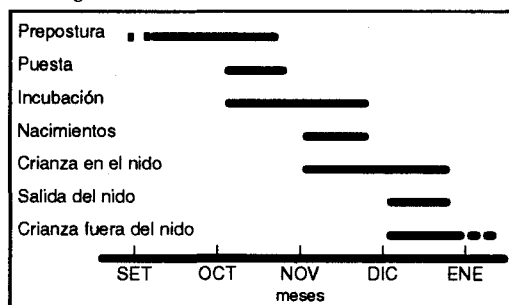 Prepostura
Puesta
Incubación
Nacimientos
Crianza en el nido
Salida del nido
Crianza fuera del nido
SET OCT NOV DIC ENE
meses